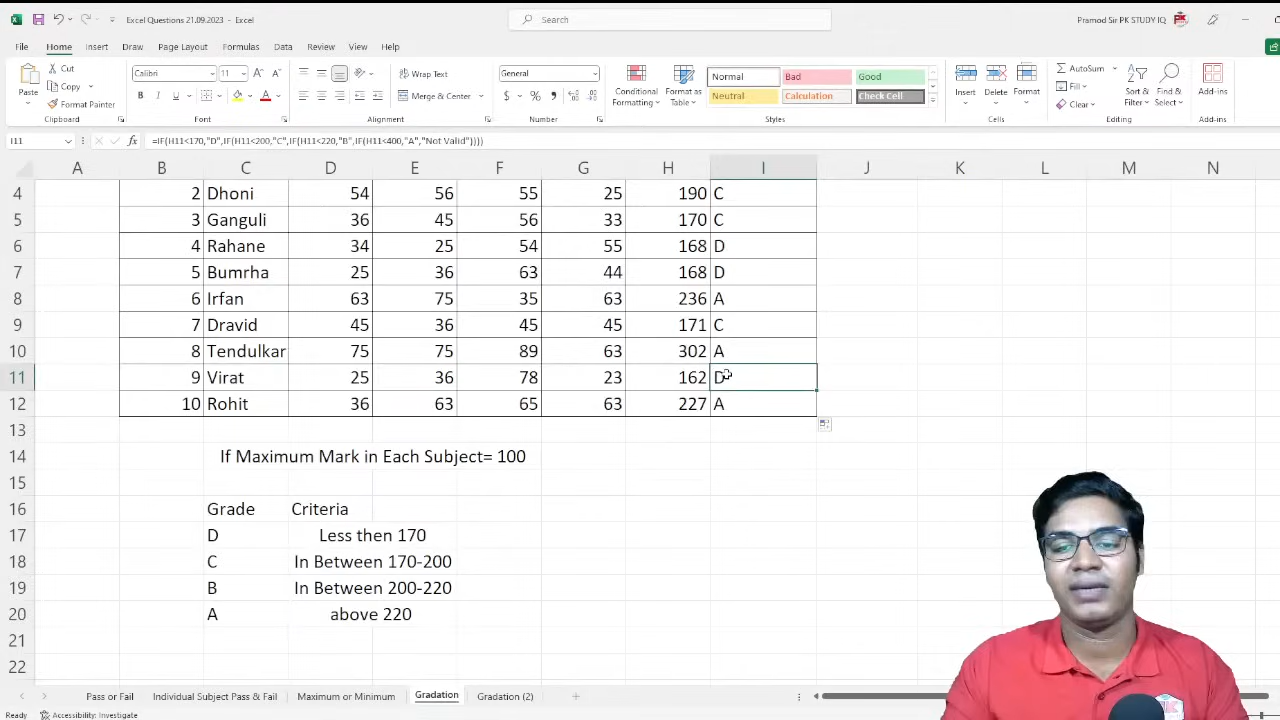 Excel Questions 21.09.2023 - Excel
Search
Pramod Sir PK STUDY IQ
File Home Insert Draw Page Layout Formulas Data Review View Help
Paste
Cut
Copy
Format Painter
Clipboard
Calibri 11
B I U
Font
Wrap Text
Merge & Center
Alignment
General
$ % ,
Number
Conditional Formatting
Format as Table
Normal Bad Good
Neutral Calculation Check Cell
Styles
Insert Delete Format
Cells
AutoSum
Fill
Clear
Sort & Filter
Find & Select
Editing
Add-ins
Add-ins
I11 fx =IF(H11<170,"D",IF(H11<200,"C",IF(H11<220,"B",IF(H11<400,"A","Not Valid"))))
A B C D E F G H I J K L M N
4 2 Dhoni 54 56 55 25 190 C
5 3 Ganguli 36 45 56 33 170 C
6 4 Rahane 34 25 54 55 168 D
7 5 Bumrha 25 36 63 44 168 D
8 6 Irfan 63 75 35 63 236 A
9 7 Dravid 45 36 45 45 171 C
10 8 Tendulkar 75 75 89 63 302 A
11 9 Virat 25 36 78 23 162 D
12 10 Rohit 36 63 65 63 227 A
13
14 If Maximum Mark in Each Subject= 100
15
16 Grade Criteria
17 D Less then 170
18 C In Between 170-200
19 B In Between 200-220
20 A above 220
21
22
Pass or Fail Individual Subject Pass & Fail Maximum or Minimum Gradation Gradation (2)
Ready Accessibility: Investigate